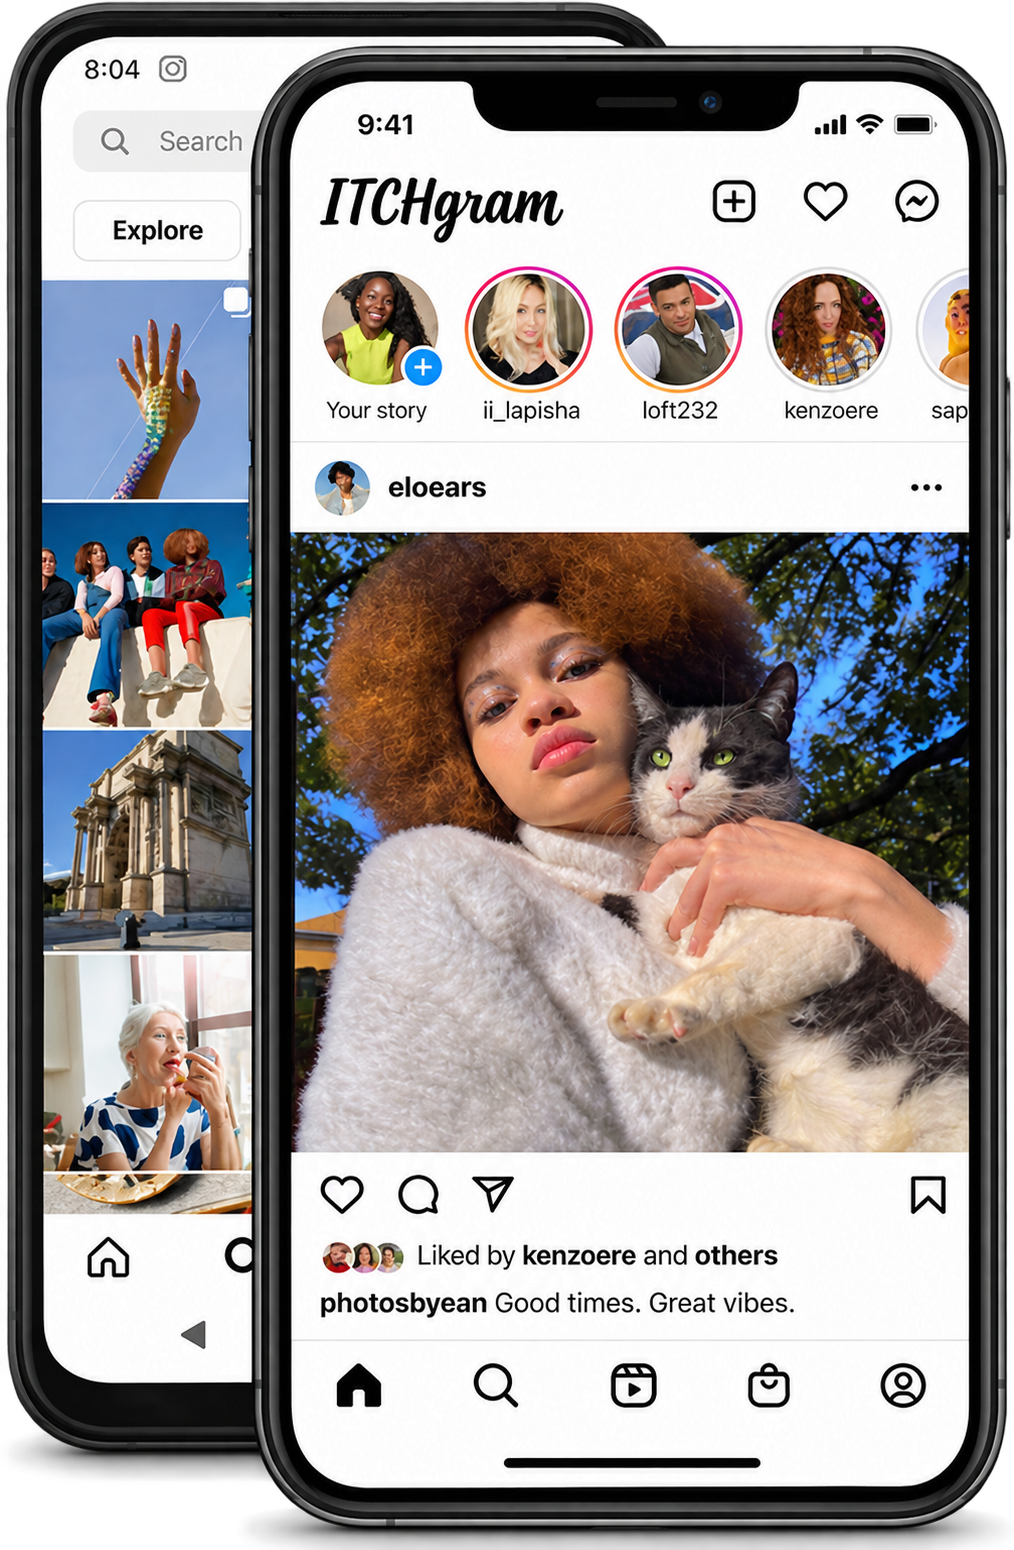 8:04
Search
Explore
9:41
ITCHgram
Your story
ii_lapisha
loft232
kenzoere
sap
eloears
Liked by kenzoere and others
photosbyean Good times. Great vibes.